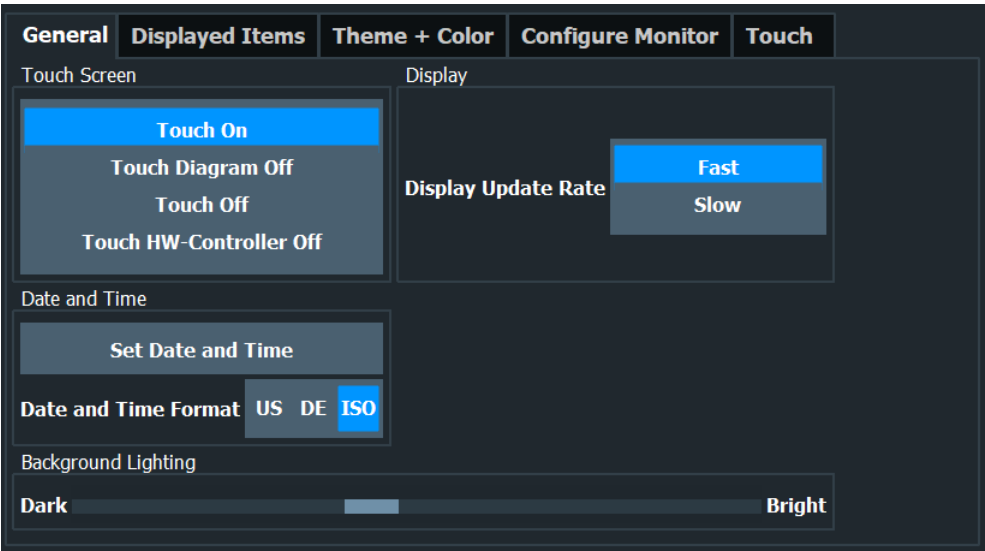 General Displayed Items Theme + Color Configure Monitor Touch
Touch Screen
Touch On
Touch Diagram Off
Touch Off
Touch HW-Controller Off
Display
Display Update Rate
Fast
Slow
Date and Time
Set Date and Time
Date and Time Format US DE ISO
Background Lighting
Dark Bright